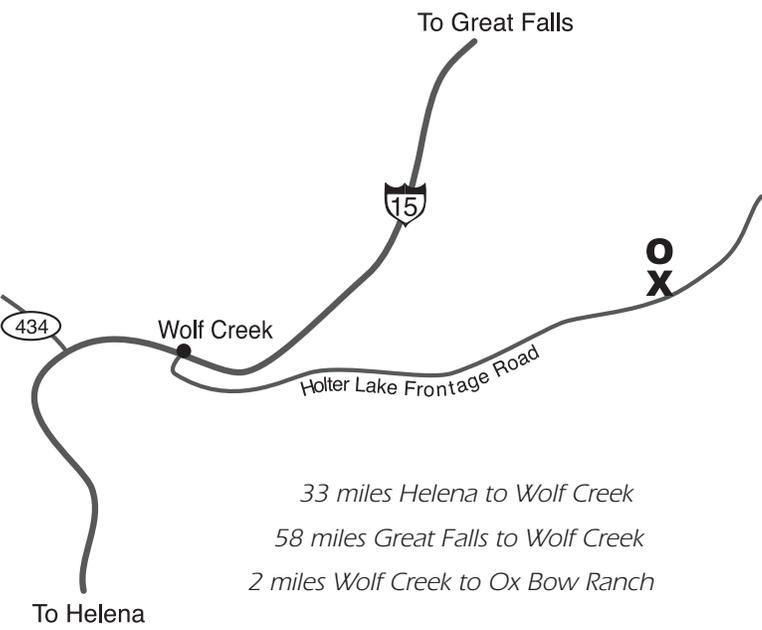 To Great Falls
15
O
X
434
Wolf Creek
Holter Lake Frontage Road
33 miles Helena to Wolf Creek
58 miles Great Falls to Wolf Creek
2 miles Wolf Creek to Ox Bow Ranch
To Helena